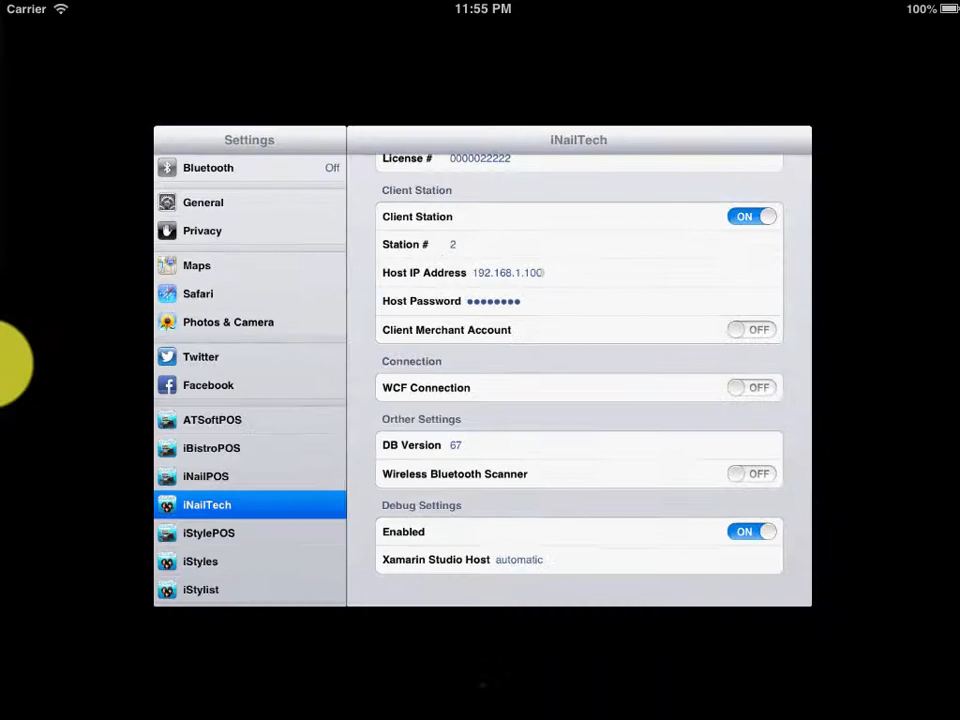 Carrier 11:55 PM 100%
Settings
Bluetooth Off
General
Privacy
Maps
Safari
Photos & Camera
Twitter
Facebook
ATSoftPOS
iBistroPOS
iNailPOS
iNailTech
iStylePOS
iStyles
iStylist
iNailTech
License # 0000022222
Client Station
Client Station ON
Station # 2
Host IP Address 192.168.1.100
Host Password ●●●●●●●●
Client Merchant Account OFF
Connection
WCF Connection OFF
Orther Settings
DB Version 67
Wireless Bluetooth Scanner OFF
Debug Settings
Enabled ON
Xamarin Studio Host automatic